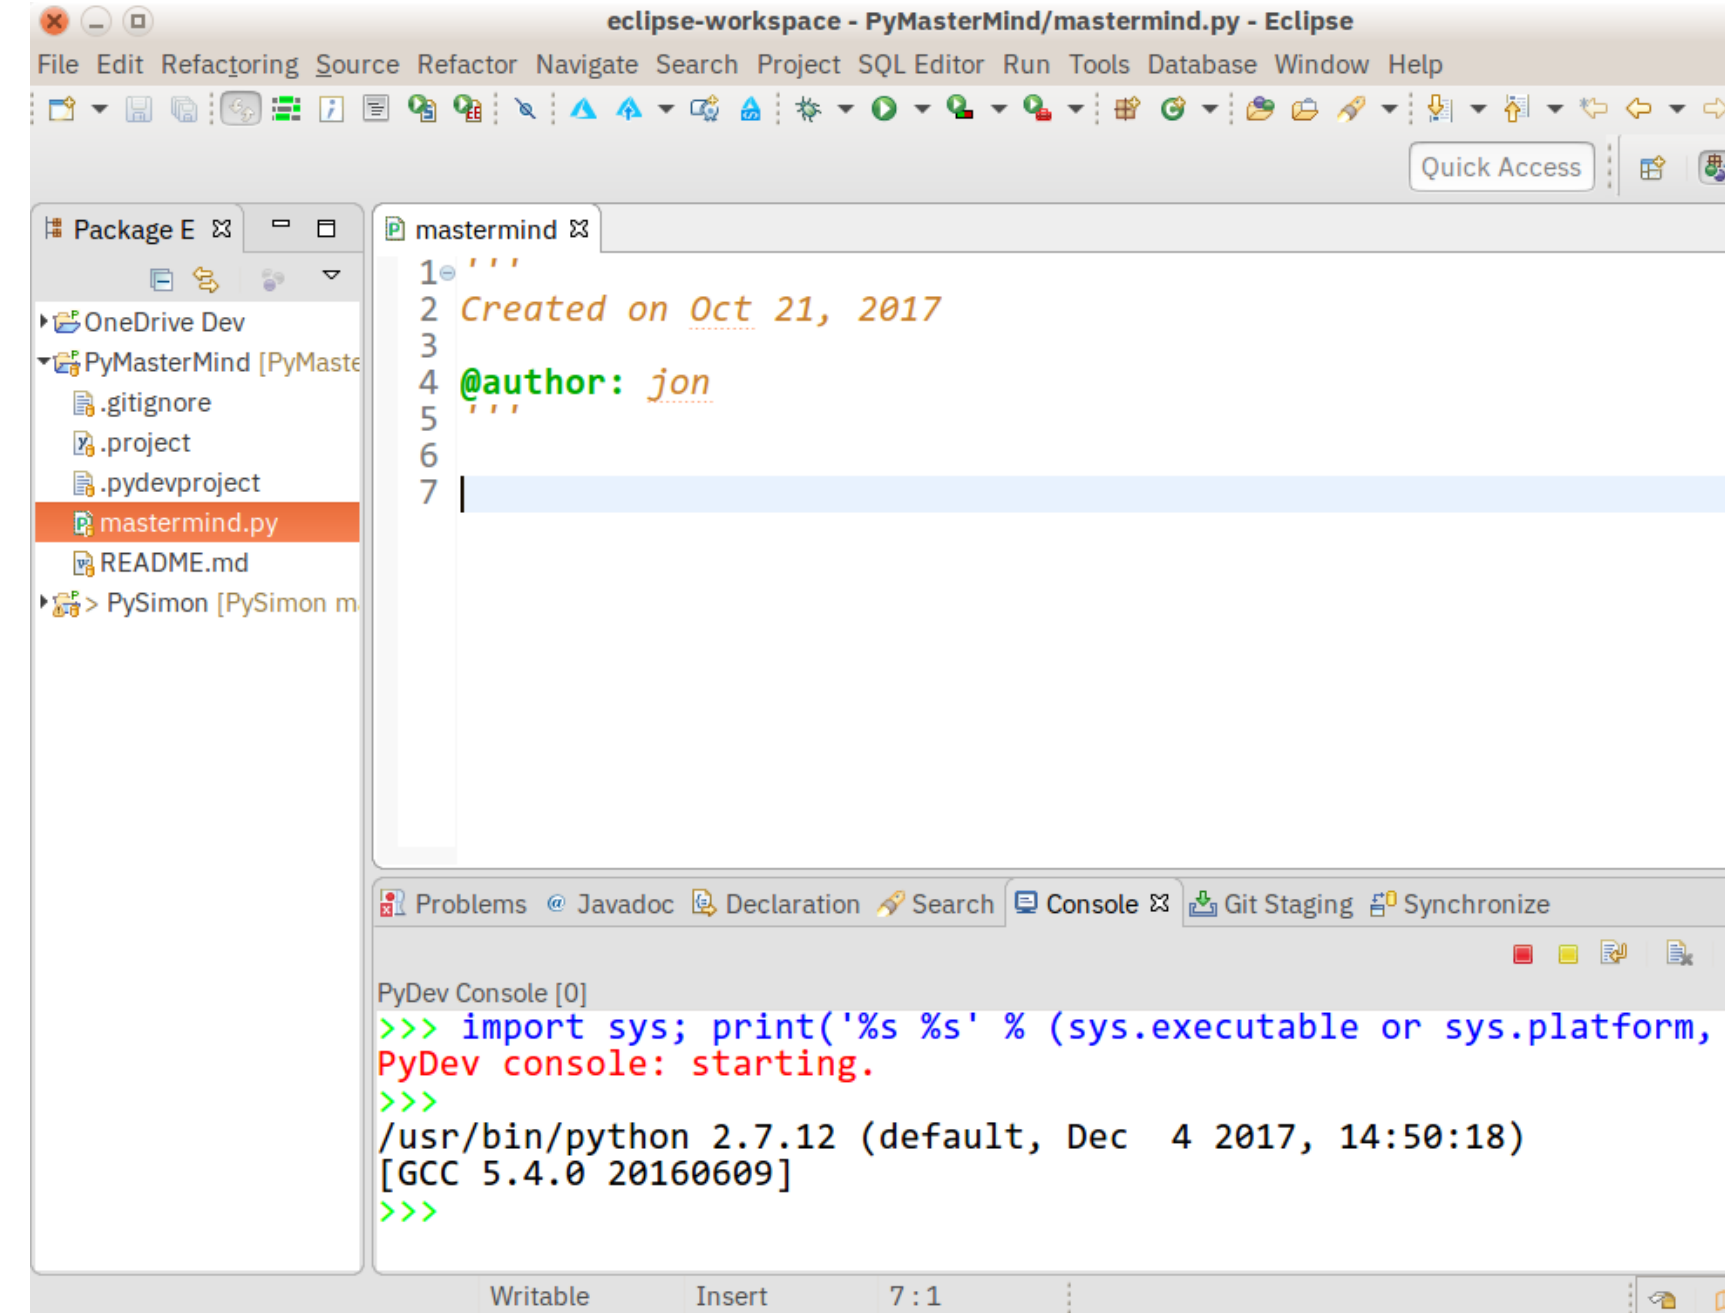 eclipse-workspace - PyMasterMind/mastermind.py - Eclipse
File Edit Refactoring Source Refactor Navigate Search Project SQL Editor Run Tools Database Window Help
Quick Access
Package E
mastermind
OneDrive Dev
PyMasterMind [PyMaste
.gitignore
.project
.pydevproject
mastermind.py
README.md
> PySimon [PySimon m
1 '''
2 Created on Oct 21, 2017
3
4 @author: jon
5 '''
6
7
Problems @ Javadoc Declaration Search Console Git Staging Synchronize
PyDev Console [0]
>>> import sys; print('%s %s' % (sys.executable or sys.platform,
PyDev console: starting.
>>>
/usr/bin/python 2.7.12 (default, Dec  4 2017, 14:50:18)
[GCC 5.4.0 20160609]
>>>
Writable Insert 7 : 1